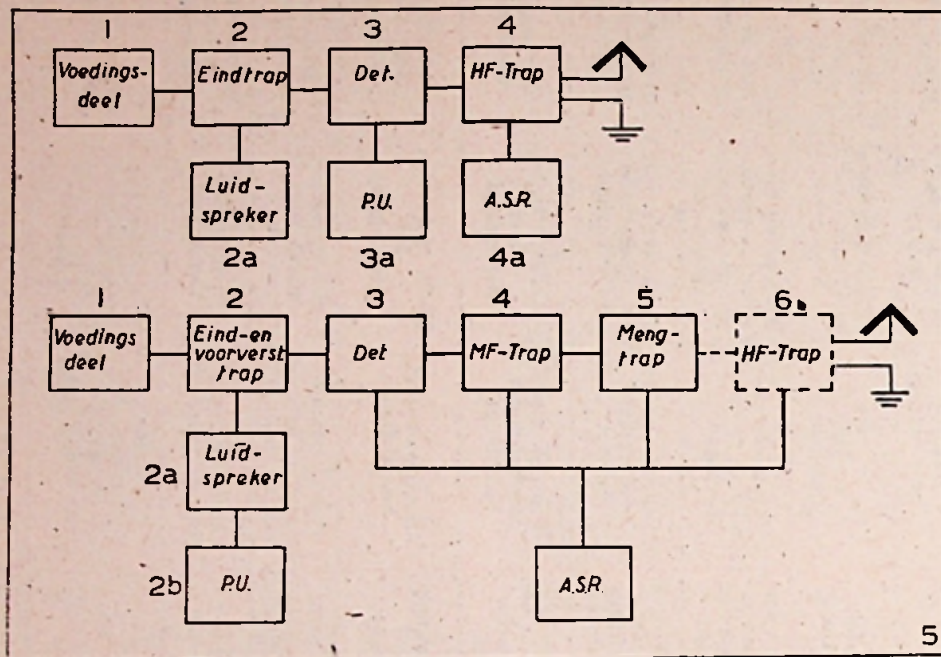 1 2 3 4
Voedings-
deel
Eindtrap
Det.
HF-Trap
Luid-
spreker
P.U.
A.S.R.
2a 3a 4a
1 2 3 4 5 6.
Voedings
deel
Eind-en
voorverst
trap
Det
MF-Trap
Meng-
trap
HF-Trap
2a
Luid-
spreker
2b
P.U.
A.S.R.
5